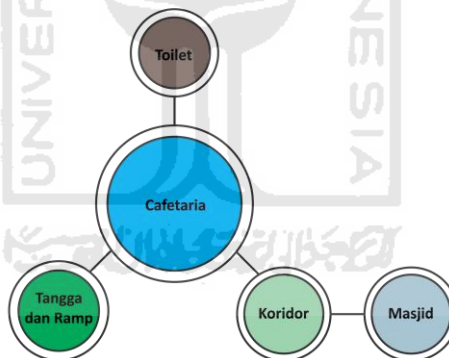 Toilet
Cafetaria
Tangga
dan Ramp
Koridor
Masjid